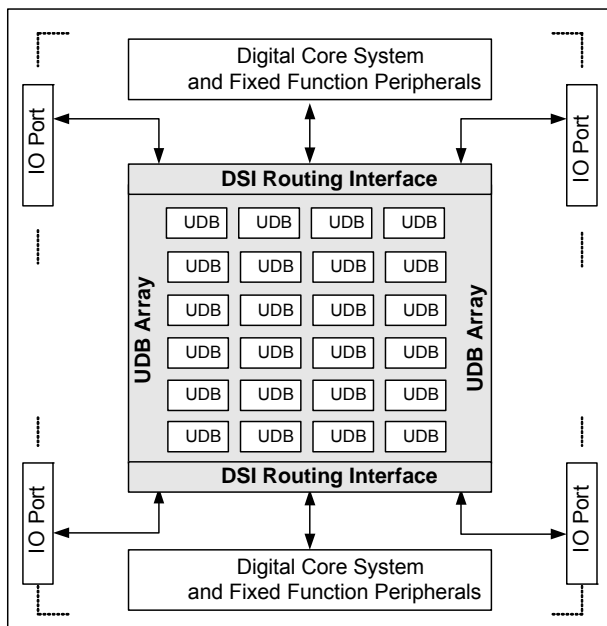 Digital Core System
and Fixed Function Peripherals
IO Port
IO Port
DSI Routing Interface
UDB Array
UDB UDB UDB UDB
UDB UDB UDB UDB
UDB UDB UDB UDB
UDB UDB UDB UDB
UDB UDB UDB UDB
UDB UDB UDB UDB
UDB Array
DSI Routing Interface
IO Port
IO Port
Digital Core System
and Fixed Function Peripherals